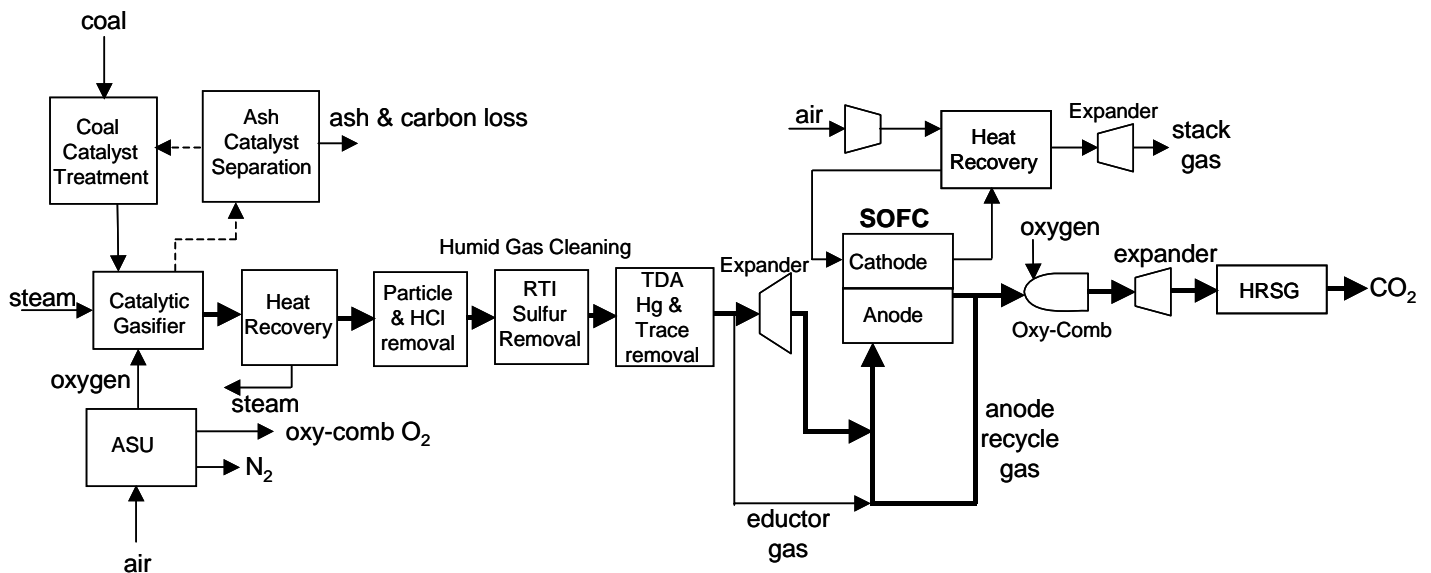 coal
Coal
Catalyst
Treatment
Ash
Catalyst
Separation
ash & carbon loss
steam
Catalytic
Gasifier
Heat
Recovery
steam
oxygen
ASU
oxy-comb O₂
N₂
air
Humid Gas Cleaning
Particle
& HCl
removal
RTI
Sulfur
Removal
TDA
Hg &
Trace
removal
Expander
eductor
gas
air
Heat
Recovery
Expander
stack
gas
SOFC
Cathode
Anode
anode
recycle
gas
oxygen
Oxy-Comb
expander
HRSG
CO₂